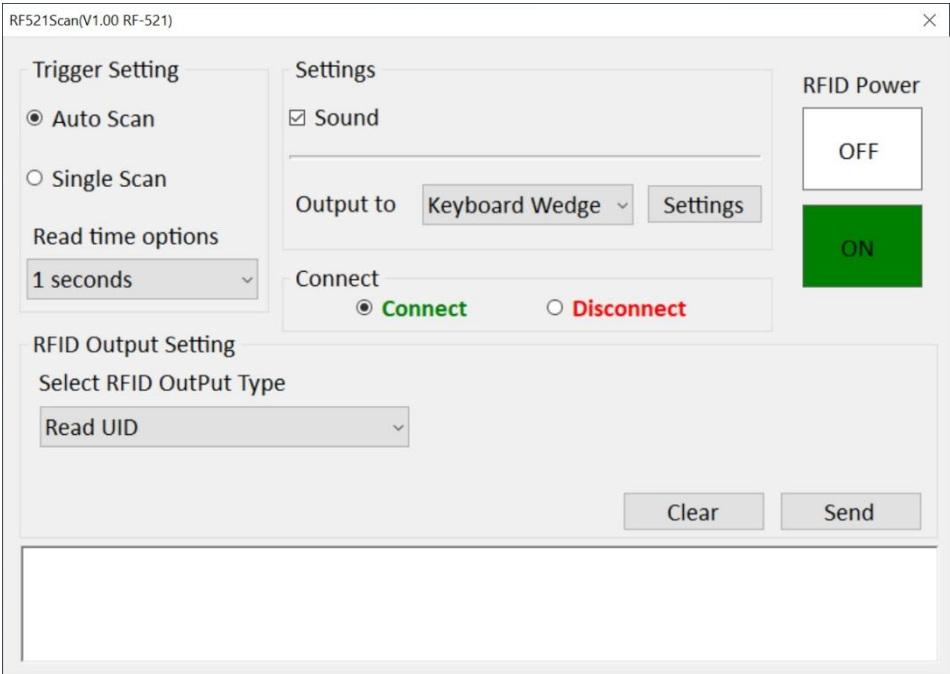 RF521Scan(V1.00 RF-521)
Trigger Setting
Auto Scan
Single Scan
Read time options
1 seconds
Settings
Sound
Output to
Keyboard Wedge
Settings
Connect
Connect
Disconnect
RFID Power
OFF
ON
RFID Output Setting
Select RFID OutPut Type
Read UID
Clear
Send